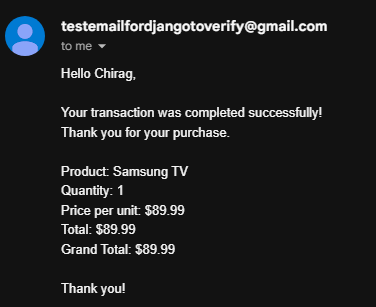 testemailfordjangotoverify@gmail.com
to me
Hello Chirag,
Your transaction was completed successfully!
Thank you for your purchase.
Product: Samsung TV
Quantity: 1
Price per unit: $89.99
Total: $89.99
Grand Total: $89.99
Thank you!